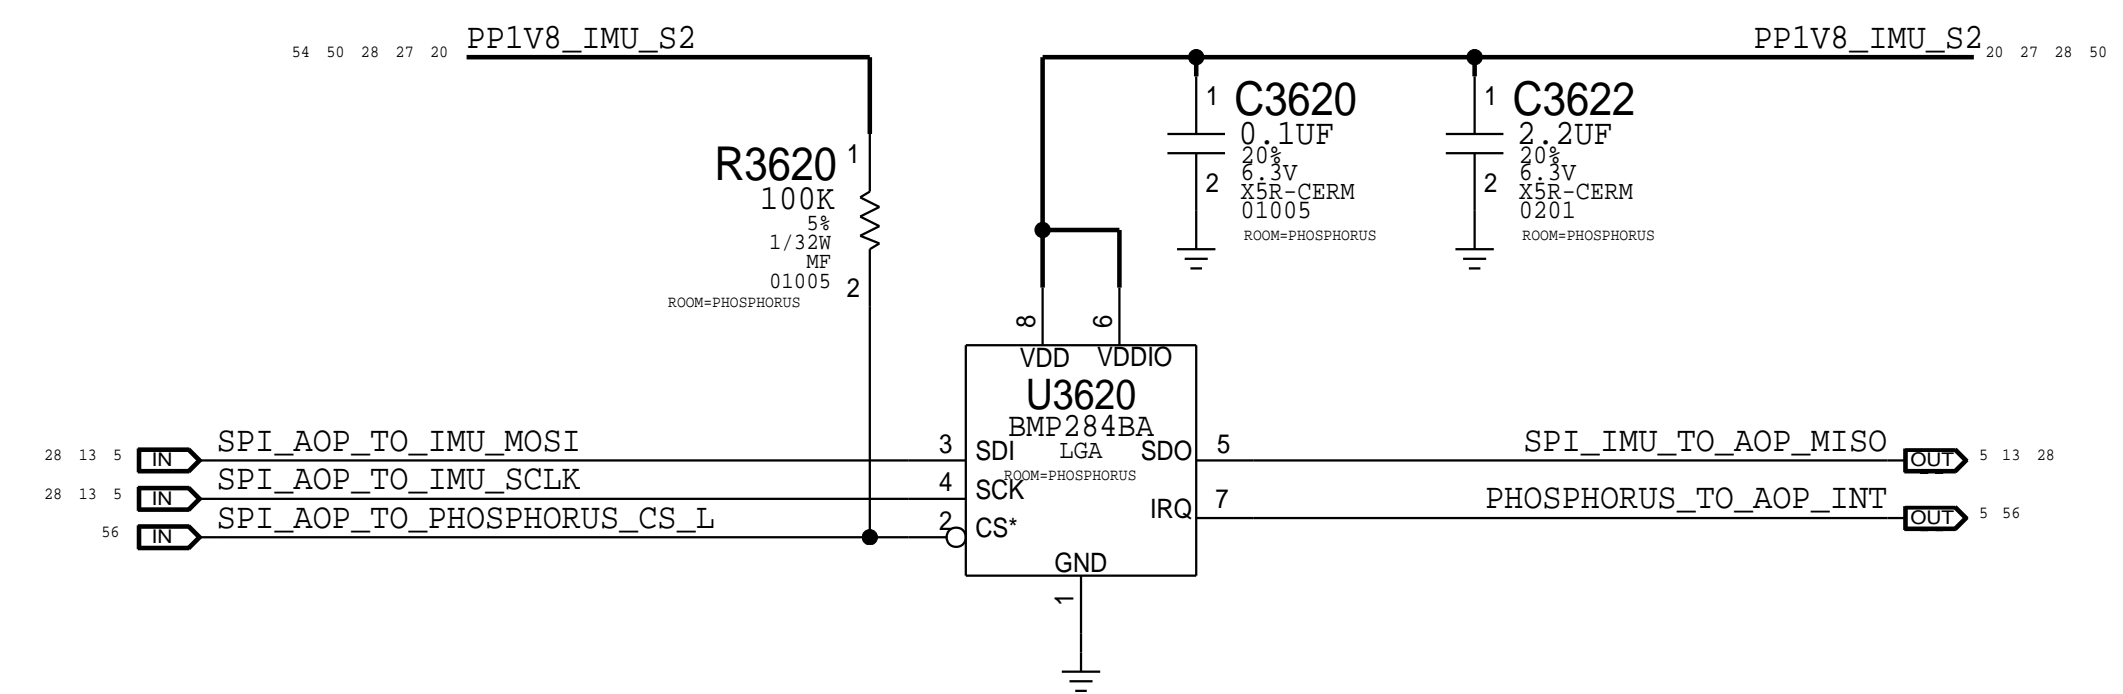 54 50 28 27 20 PP1V8_IMU_S2
PP1V8_IMU_S2 20 27 28 50
R3620 1
100K
5%
1/32W
MF
01005
2
ROOM=PHOSPHORUS
1 C3620
0.1UF
20%
6.3V
2 X5R-CERM
01005
ROOM=PHOSPHORUS
1 C3622
2.2UF
20%
6.3V
2 X5R-CERM
0201
ROOM=PHOSPHORUS
8 6
VDD VDDIO
U3620
BMP284BA
LGA
ROOM=PHOSPHORUS
28 13 5 IN SPI_AOP_TO_IMU_MOSI 3 SDI
28 13 5 IN SPI_AOP_TO_IMU_SCLK 4 SCK
56 IN SPI_AOP_TO_PHOSPHORUS_CS_L 2 CS*
SDO 5 SPI_IMU_TO_AOP_MISO OUT 5 13 28
IRQ 7 PHOSPHORUS_TO_AOP_INT OUT 5 56
GND
1